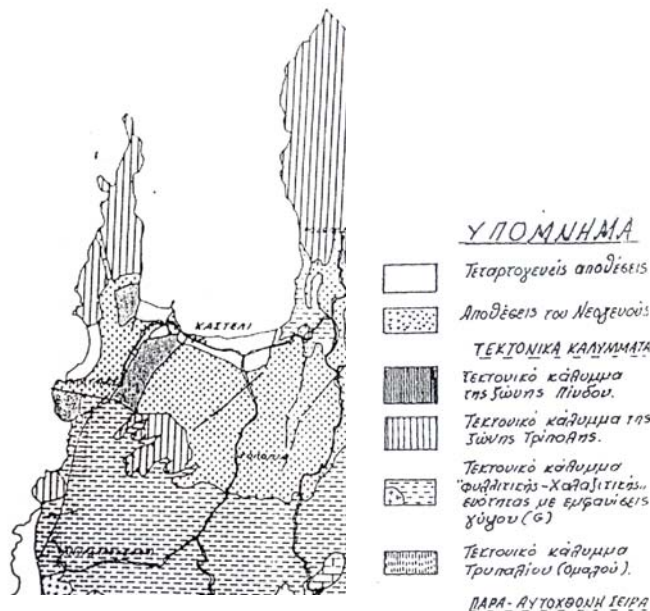 ΚΑΣΤΕΛΙ
ΥΠΟΜΝΗΜΑ
Τεταρτογενείς αποθέσεις
Αποθέσεις του Νεογενούς
ΤΕΚΤΟΝΙΚΑ ΚΑΛΥΜΜΑΤΑ
Τεκτονικό κάλυμμα
της ζώνης Πίνδου.
Τεκτονικό κάλυμμα της
ζώνης Τρίπολης.
Τεκτονικό κάλυμμα
"φυλλιτικής-χαλαζιτικής"
ενότητας με εμφανίσεις
γύψου (G)
Τεκτονικό κάλυμμα
Τρυπαλίου (Ομαλού).
ΠΑΡΑ-ΑΥΤΟΧΘΟΝΗ ΣΕΙΡΑ